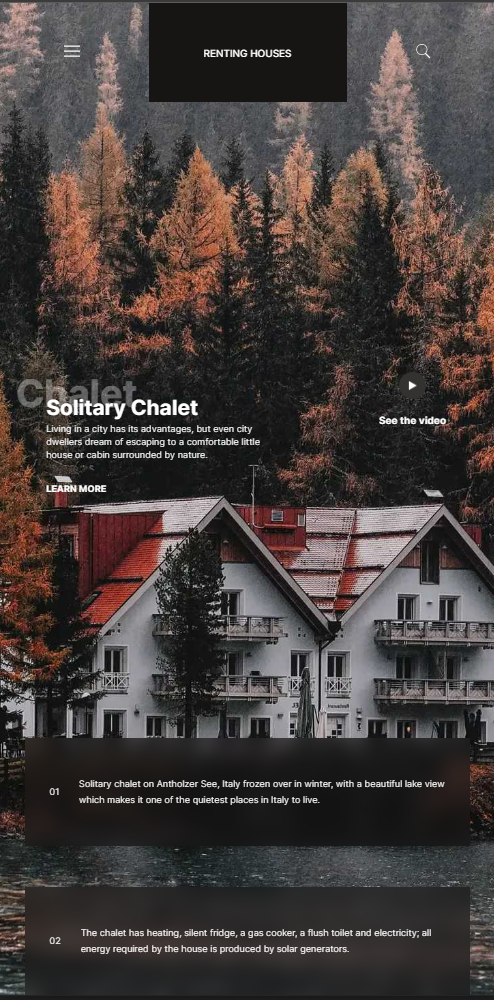 RENTING HOUSES
Chalet
Solitary Chalet
Living in a city has its advantages, but even city
dwellers dream of escaping to a comfortable little
house or cabin surrounded by nature.
LEARN MORE
See the video
01
Solitary chalet on Antholzer See, Italy frozen over in winter, with a beautiful lake view
which makes it one of the quietest places in Italy to live.
02
The chalet has heating, silent fridge, a gas cooker, a flush toilet and electricity; all
energy required by the house is produced by solar generators.